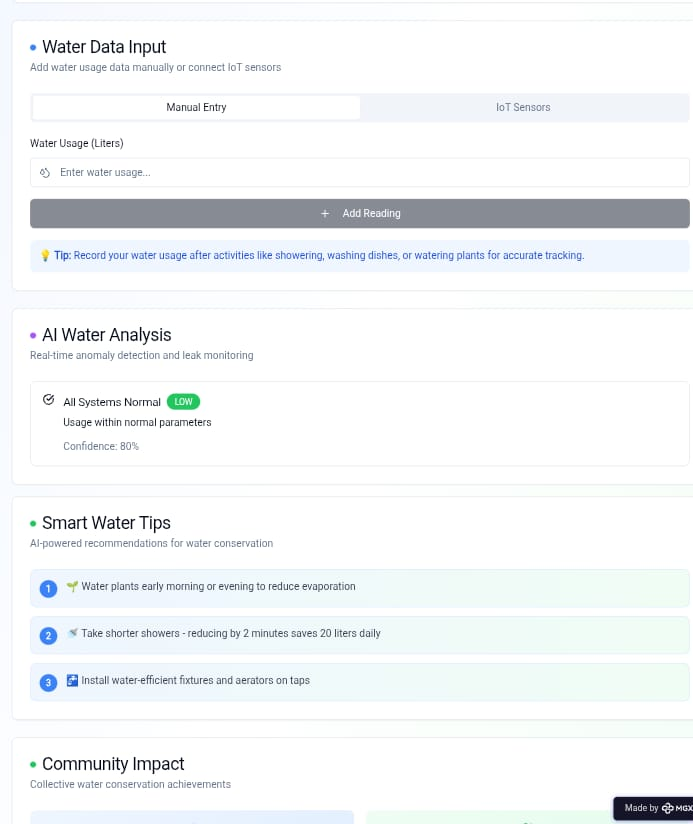 Water Data Input
Add water usage data manually or connect IoT sensors
Manual Entry
IoT Sensors
Water Usage (Liters)
Enter water usage...
+ Add Reading
💡 Tip: Record your water usage after activities like showering, washing dishes, or watering plants for accurate tracking.
AI Water Analysis
Real-time anomaly detection and leak monitoring
All Systems Normal LOW
Usage within normal parameters
Confidence: 80%
Smart Water Tips
AI-powered recommendations for water conservation
1 🌱 Water plants early morning or evening to reduce evaporation
2 🚿 Take shorter showers - reducing by 2 minutes saves 20 liters daily
3 🚰 Install water-efficient fixtures and aerators on taps
Community Impact
Collective water conservation achievements
Made by MGX